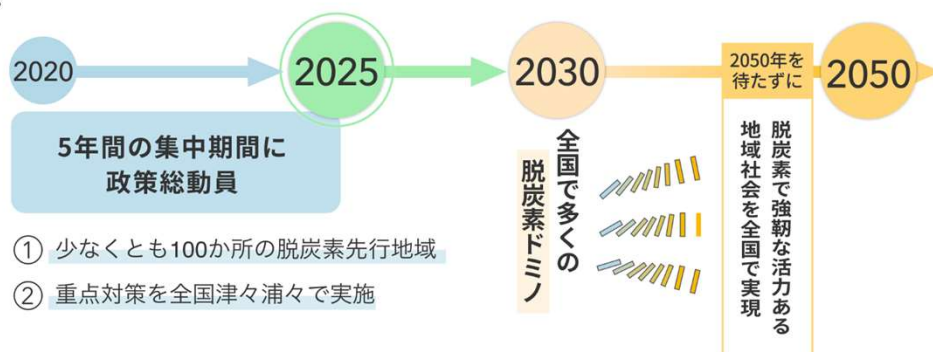 2020
2025
2030
2050年を
待たずに
2050
5年間の集中期間に
政策総動員
① 少なくとも100か所の脱炭素先行地域
② 重点対策を全国津々浦々で実施
全国で多くの
脱炭素ドミノ
脱炭素で強靭な活力ある
地域社会を全国で実現